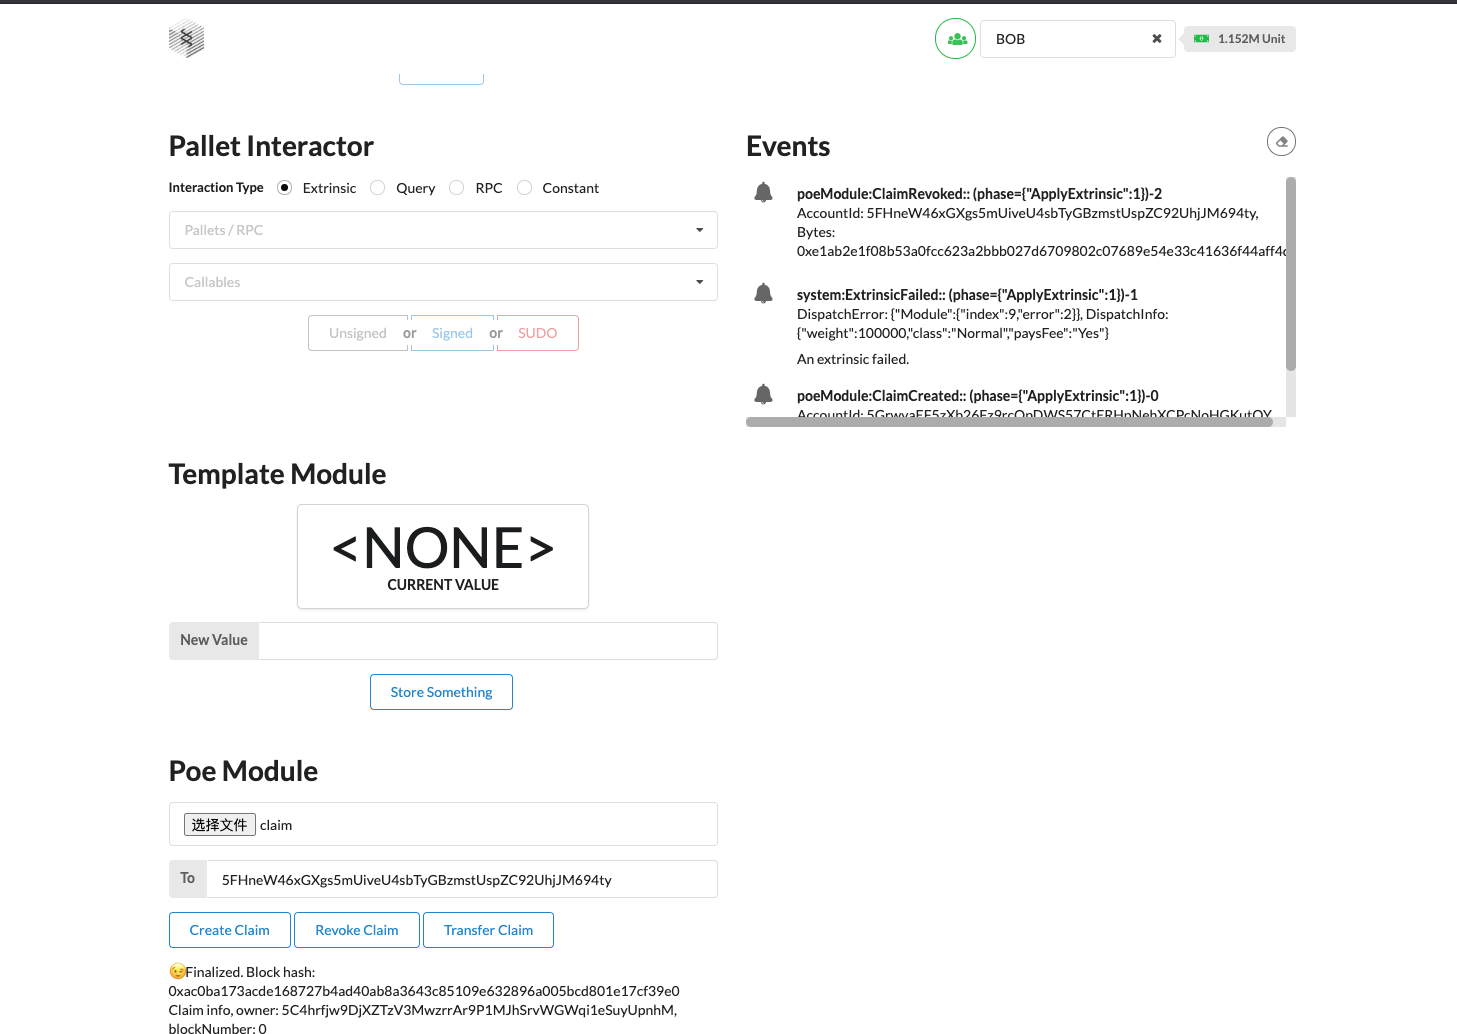 BOB
1.152M Unit
Pallet Interactor
Interaction Type Extrinsic Query RPC Constant
Pallets / RPC
Callables
Unsigned or Signed or SUDO
Events
poeModule:ClaimRevoked:: (phase={"ApplyExtrinsic":1})-2
AccountId: 5FHneW46xGXgs5mUiveU4sbTyGBzmstUspZC92UhjJM694ty,
Bytes:
0xe1ab2e1f08b53a0fcc623a2bbb027d6709802c07689e54e33c41636f44aff4
system:ExtrinsicFailed:: (phase={"ApplyExtrinsic":1})-1
DispatchError: {"Module":{"index":9,"error":2}}, DispatchInfo:
{"weight":100000,"class":"Normal","paysFee":"Yes"}
An extrinsic failed.
poeModule:ClaimCreated:: (phase={"ApplyExtrinsic":1})-0
AccountId:
Template Module
<NONE>
CURRENT VALUE
New Value
Store Something
Poe Module
选择文件 claim
To 5FHneW46xGXgs5mUiveU4sbTyGBzmstUspZC92UhjJM694ty
Create Claim Revoke Claim Transfer Claim
😉Finalized. Block hash:
0xac0ba173acde168727b4ad40ab8a3643c85109e632896a005bcd801e17cf39e0
Claim info, owner: 5C4hrfjw9DjXZTzV3MwzrrAr9P1MJhSrvWGWqi1eSuyUpnhM,
blockNumber: 0